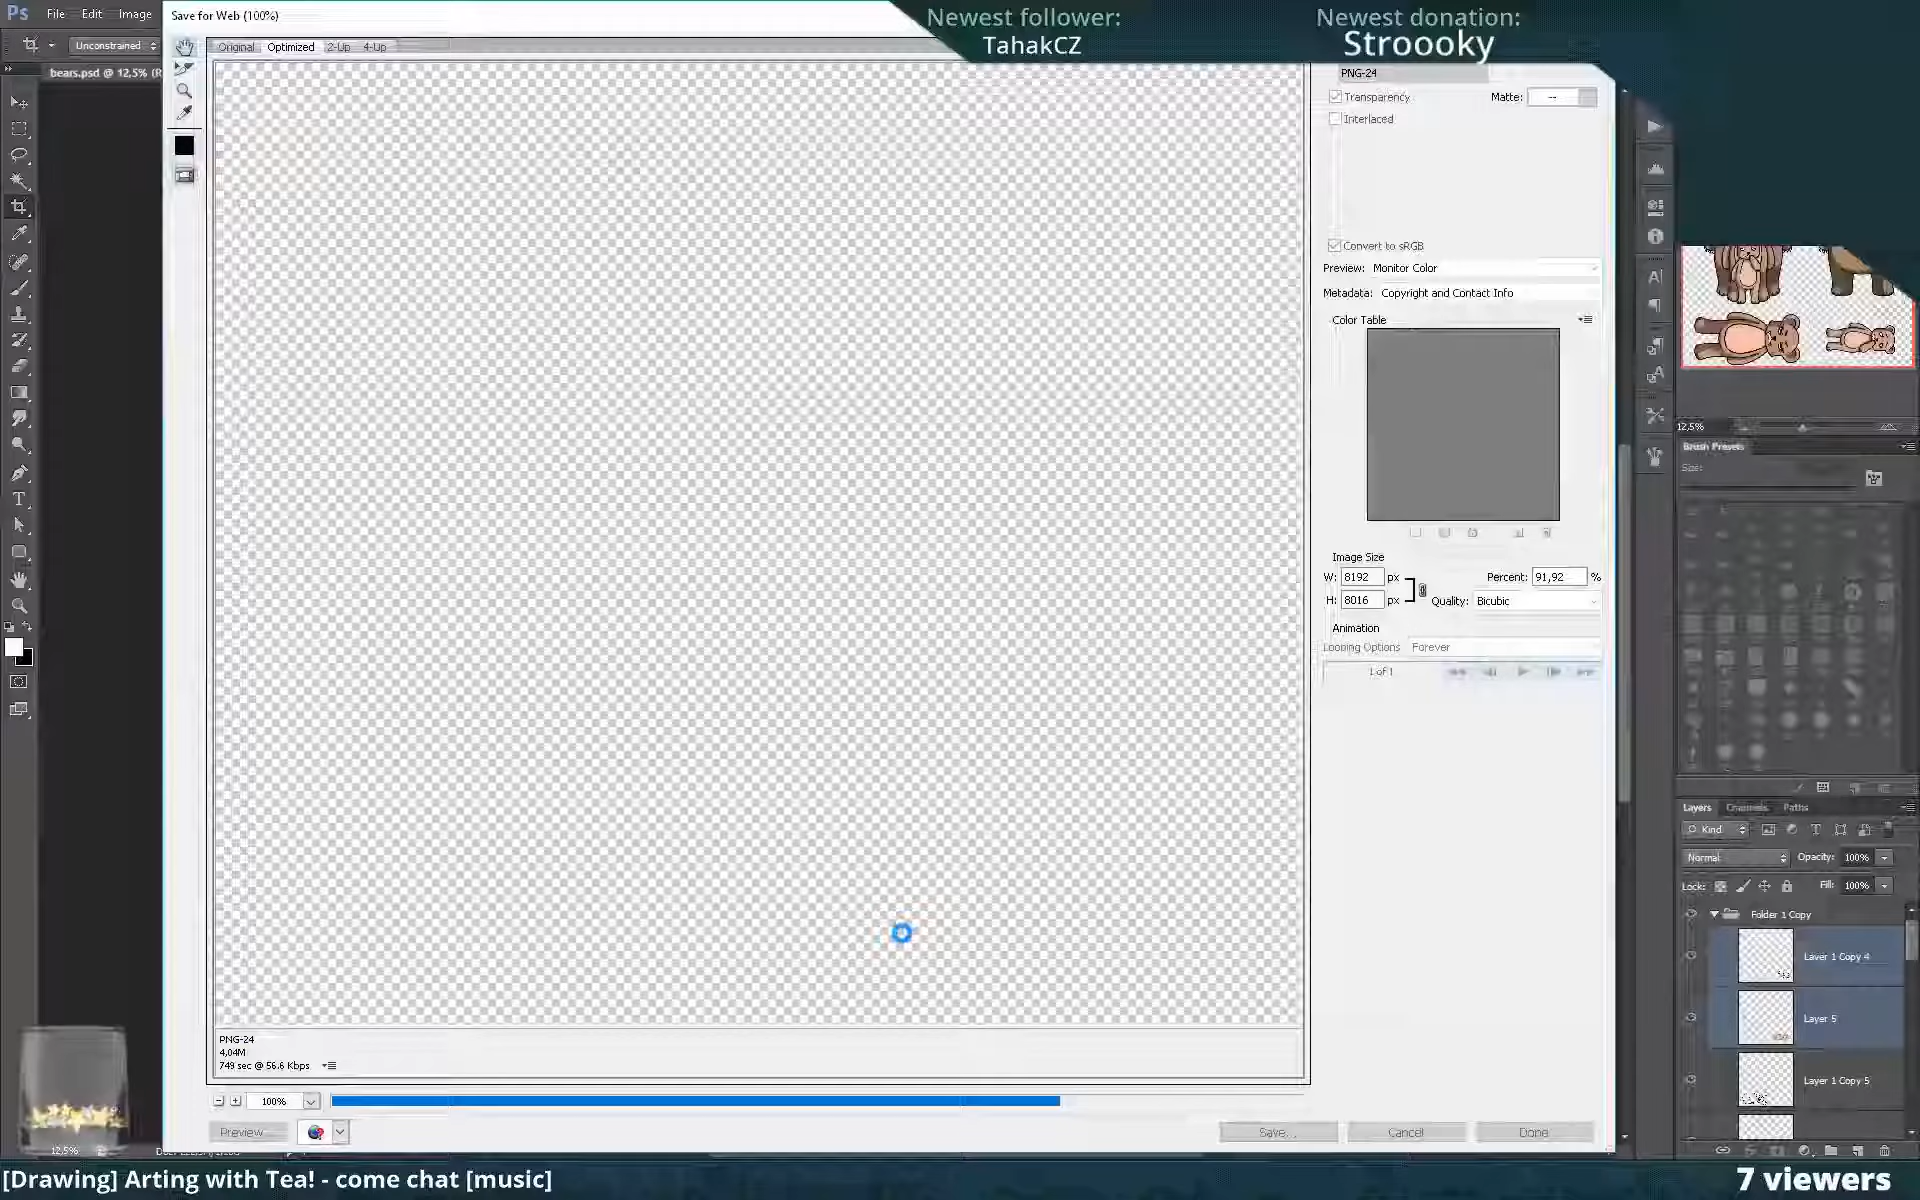 Ps File Edit Image
Save for Web (100%)
Newest follower:
TahakCZ
Newest donation:
Stroooky
Unconstrained
bears.psd @ 12,5% (R
Original Optimized 2-Up 4-Up
PNG-24
Transparency
Matte: --
Interlaced
Convert to sRGB
Preview: Monitor Color
Metadata: Copyright and Contact Info
Color Table
Image Size
W: 8192 px
Percent: 91,92 %
H: 8016 px
Quality: Bicubic
Animation
Looping Options Forever
1 of 1
12,5%
Brush Presets
Size:
Layers Channels Paths
Kind
Normal Opacity: 100%
Lock: Fill: 100%
Folder 1 Copy
Layer 1 Copy 4
Layer 5
Layer 1 Copy 5
PNG-24
4,04M
749 sec @ 56.6 Kbps
100%
Preview
Save...
Cancel
Done
12,5%
[Drawing] Arting with Tea! - come chat [music]
7 viewers